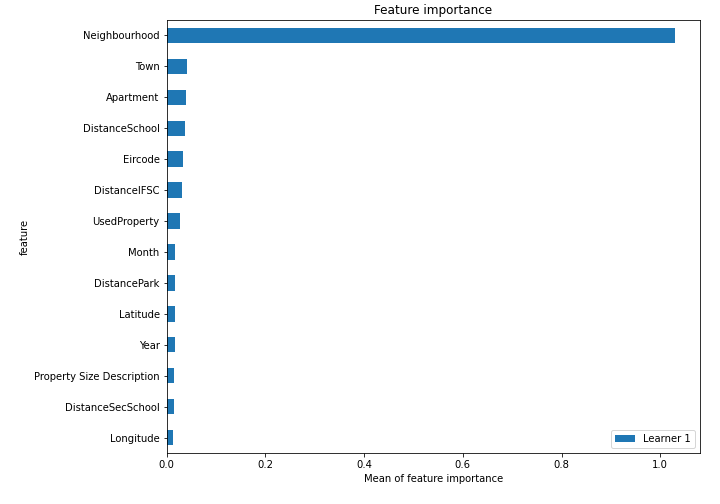 Feature importance
Neighbourhood
Town
Apartment
DistanceSchool
Eircode
DistanceIFSC
UsedProperty
feature
Month
DistancePark
Latitude
Year
Property Size Description
DistanceSecSchool
Longitude
Learner 1
0.0 0.2 0.4 0.6 0.8 1.0
Mean of feature importance